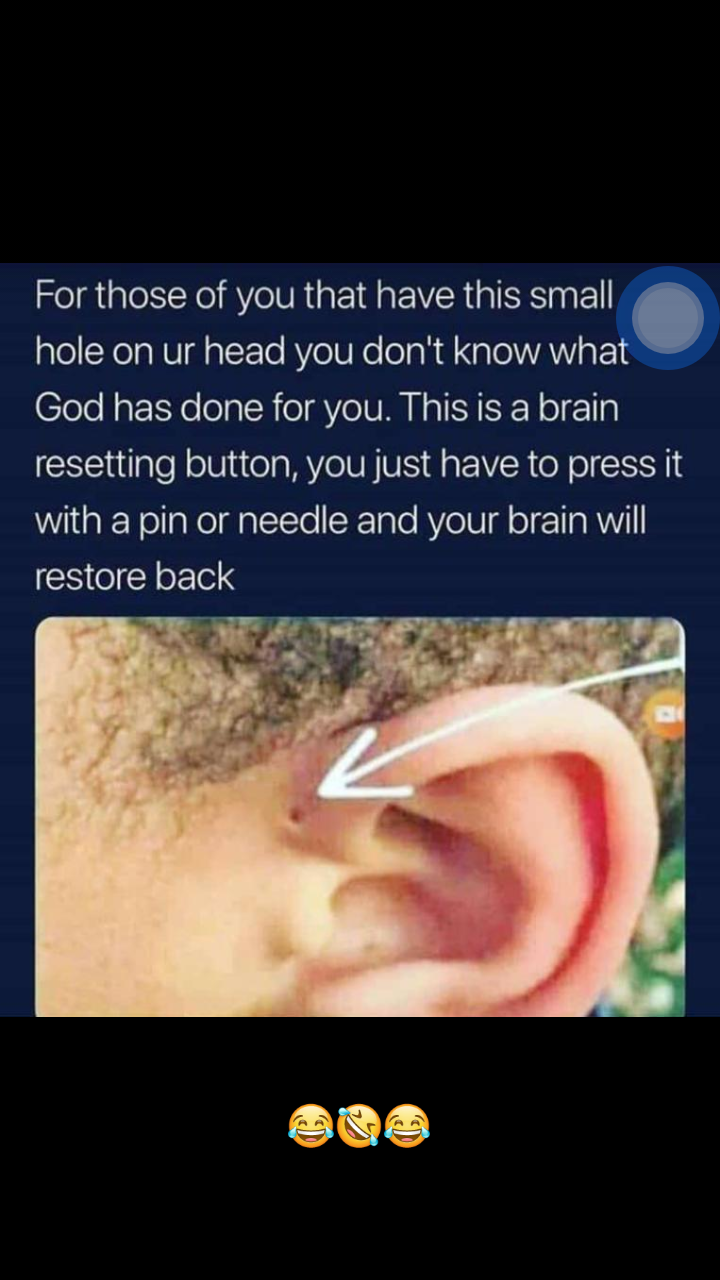 For those of you that have this small
hole on ur head you don't know what
God has done for you. This is a brain
resetting button, you just have to press it
with a pin or needle and your brain will
restore back
😂🤣😂